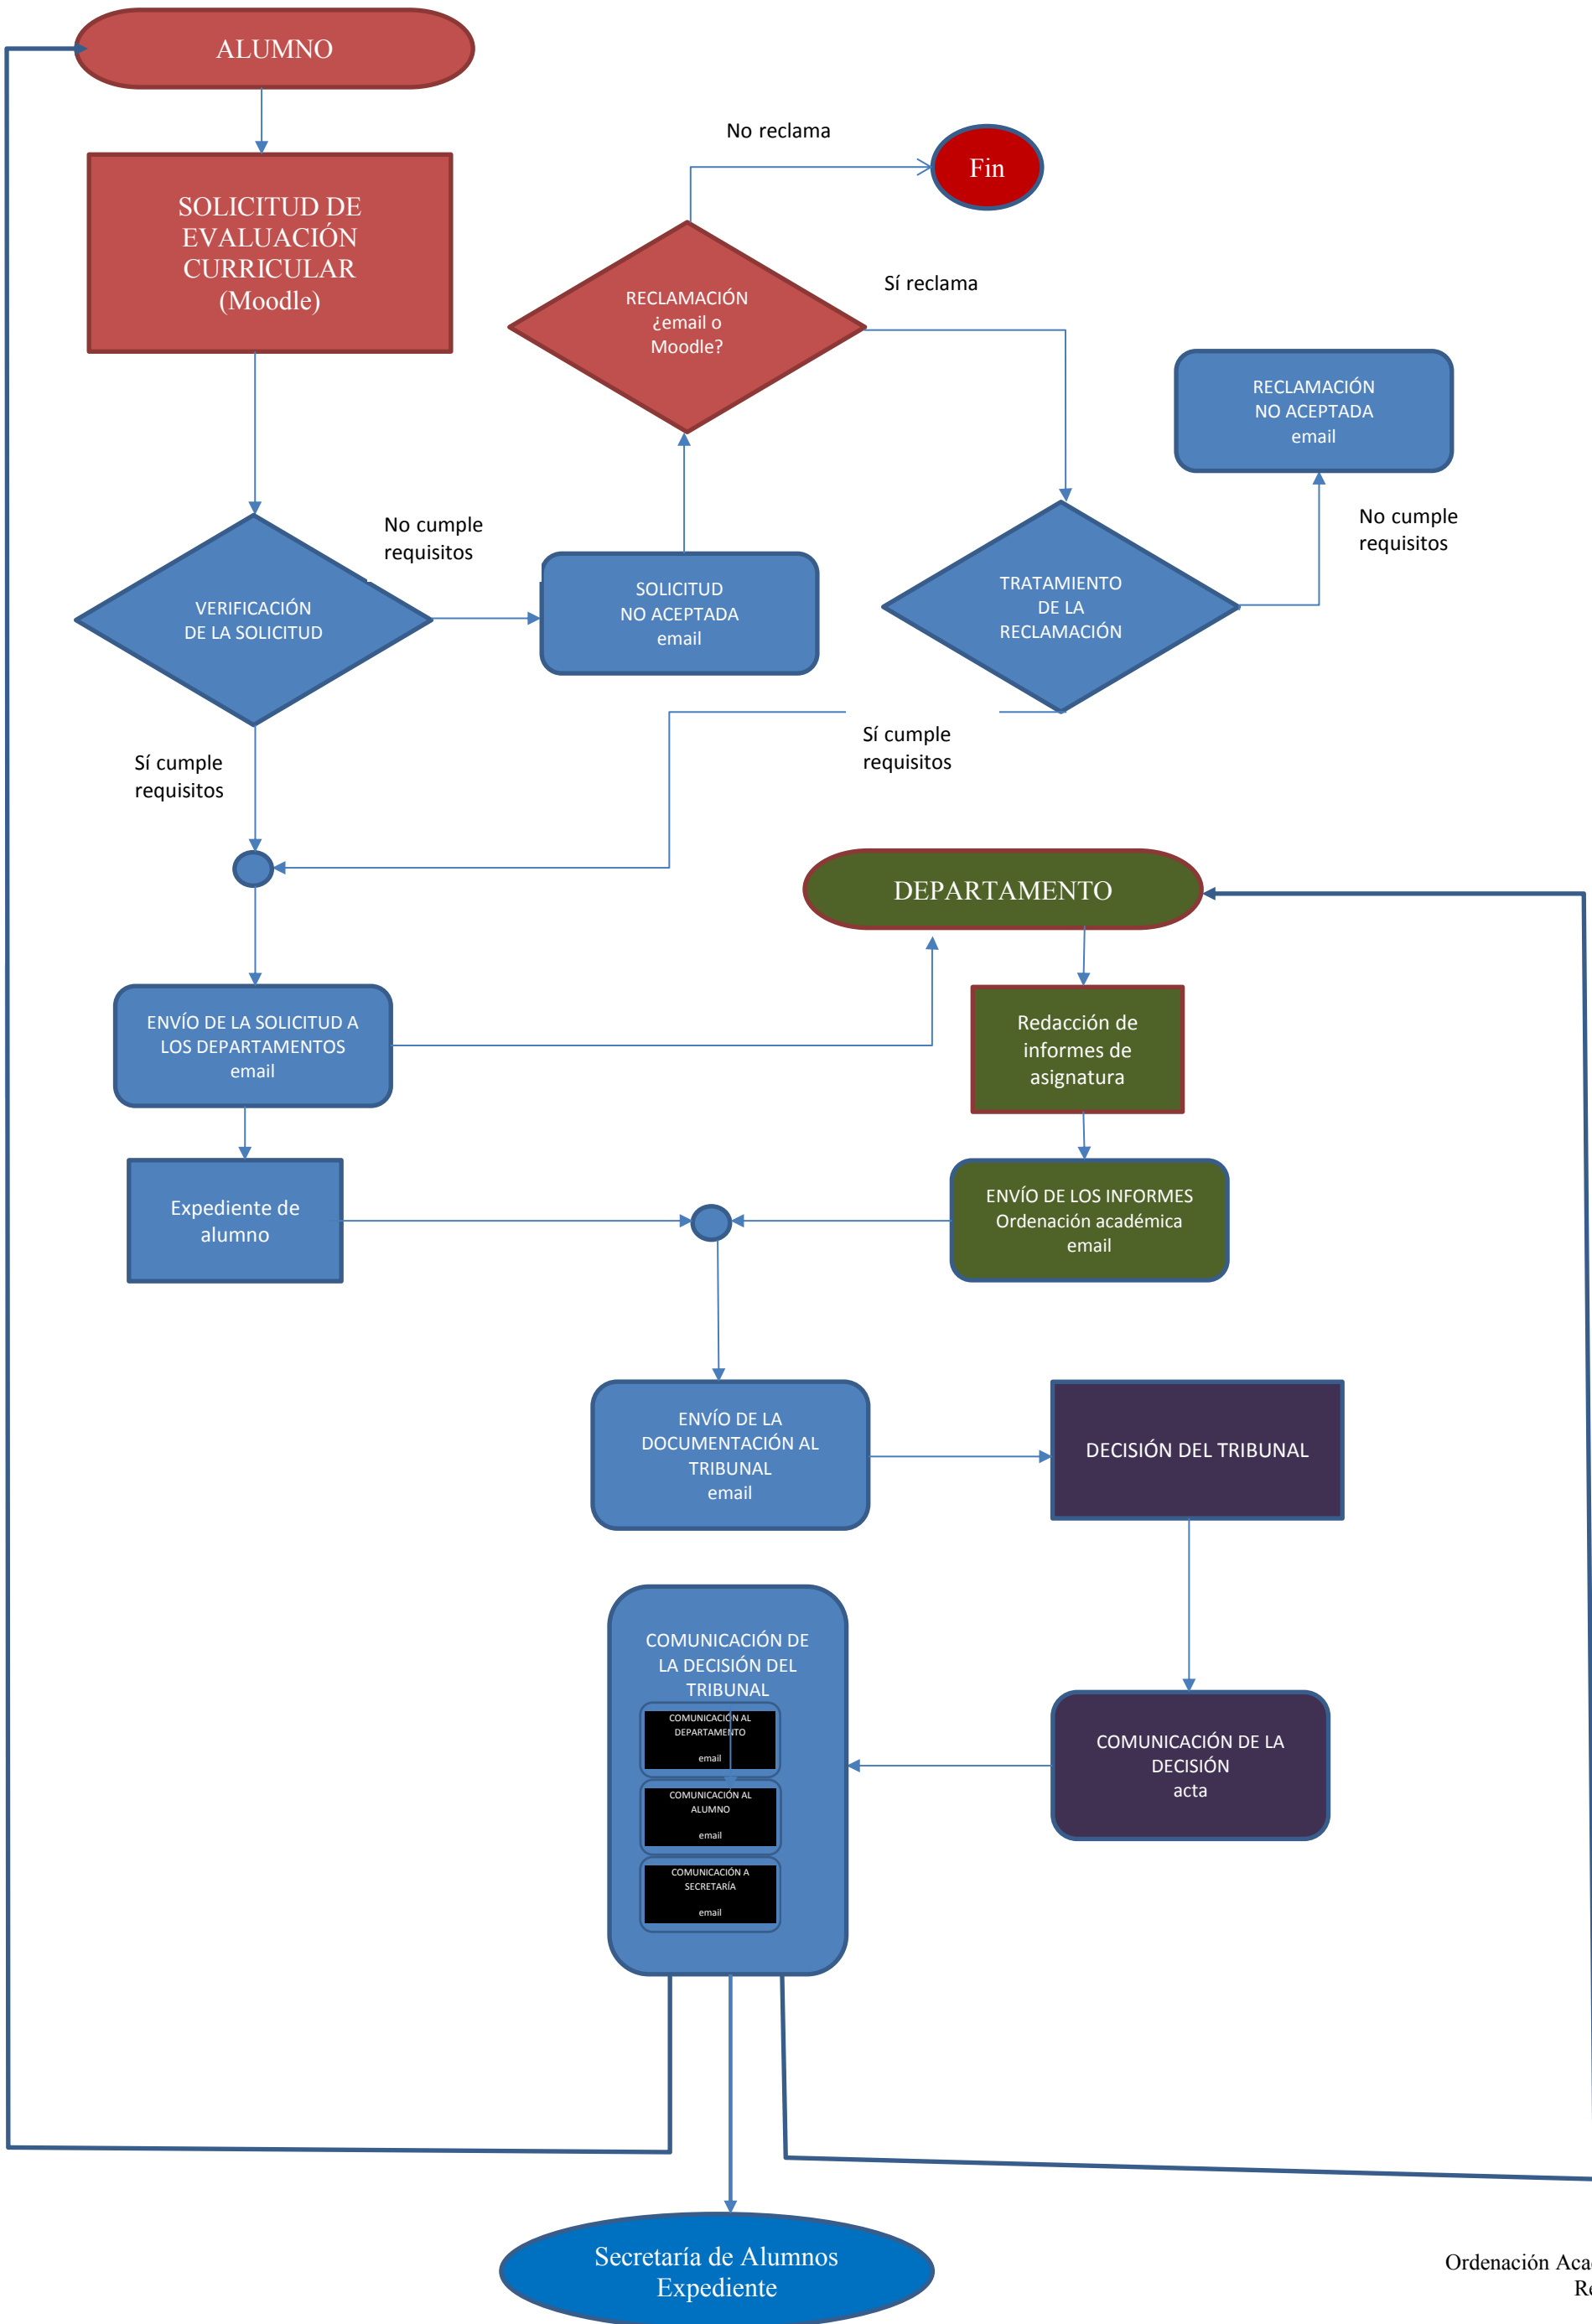 ALUMNO
No reclama
Fin
SOLICITUD DE
EVALUACIÓN
CURRICULAR
(Moodle)
Sí reclama
RECLAMACIÓN
¿email o
Moodle?
RECLAMACIÓN
NO ACEPTADA
email
No cumple
requisitos
No cumple
requisitos
VERIFICACIÓN
DE LA SOLICITUD
SOLICITUD
NO ACEPTADA
email
TRATAMIENTO
DE LA
RECLAMACIÓN
Sí cumple
requisitos
Sí cumple
requisitos
DEPARTAMENTO
ENVÍO DE LA SOLICITUD A
LOS DEPARTAMENTOS
email
Redacción de
informes de
asignatura
Expediente de
alumno
ENVÍO DE LOS INFORMES
Ordenación académica
email
ENVÍO DE LA
DOCUMENTACIÓN AL
TRIBUNAL
email
DECISIÓN DEL TRIBUNAL
COMUNICACIÓN DE
LA DECISIÓN DEL
TRIBUNAL
COMUNICACIÓN AL
DEPARTAMENTO
email
COMUNICACIÓN AL
ALUMNO
email
COMUNICACIÓN A
SECRETARÍA
email
COMUNICACIÓN DE LA
DECISIÓN
acta
Secretaría de Alumnos
Expediente
Ordenación